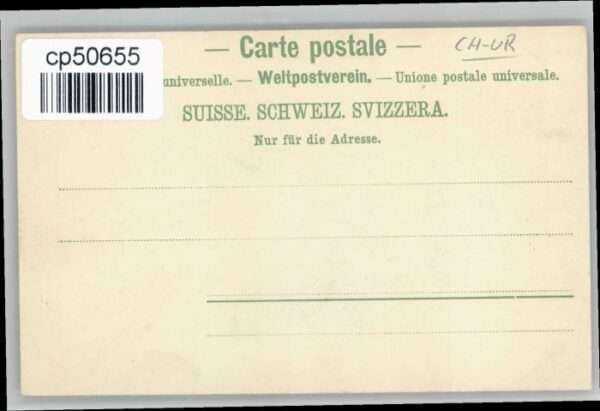 cp50655
— Carte postale —
CH-UR
universelle. — Weltpostverein. — Unione postale universale.
SUISSE. SCHWEIZ. SVIZZERA.
Nur für die Adresse.